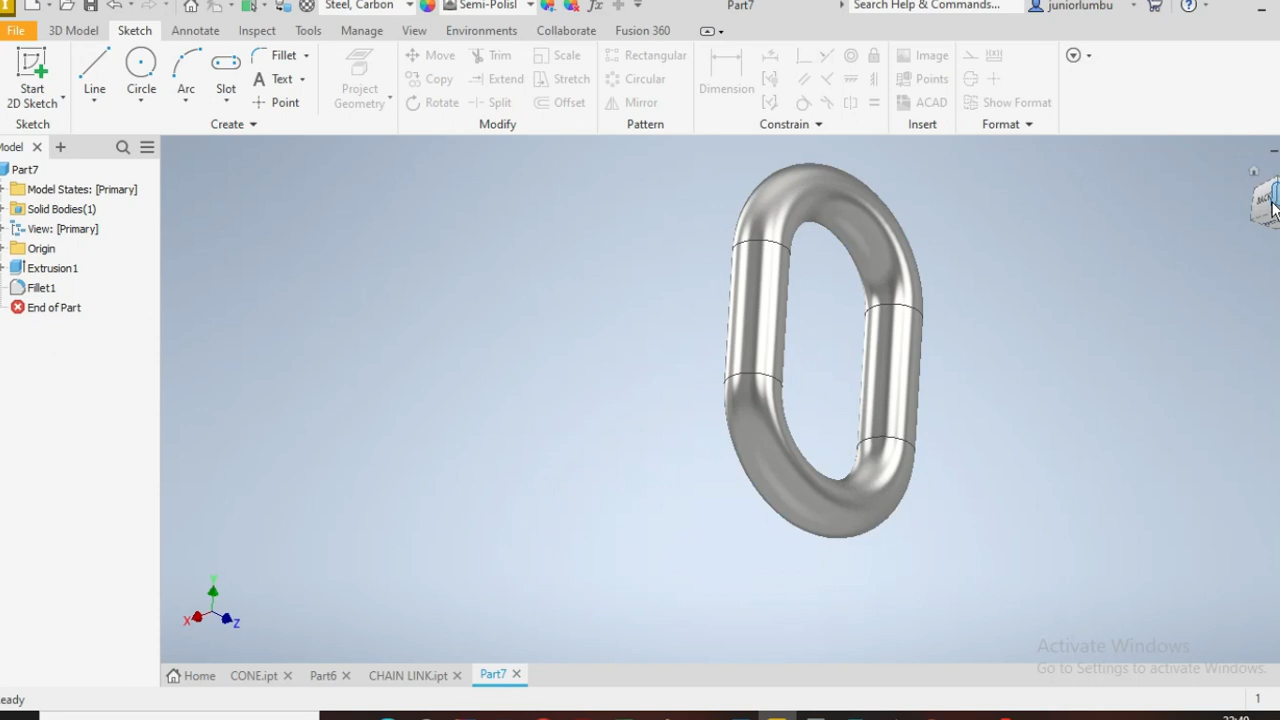 Steel, Carbon
Semi-Polisl
Part7
Search Help & Commands...
juniorlumbu
File
3D Model
Sketch
Annotate
Inspect
Tools
Manage
View
Environments
Collaborate
Fusion 360
Start
2D Sketch
Line
Circle
Arc
Slot
Fillet
Text
Point
Project
Geometry
Move
Trim
Scale
Copy
Extend
Stretch
Rotate
Split
Offset
Rectangular
Circular
Mirror
Dimension
Image
Points
ACAD
Show Format
Sketch
Create
Modify
Pattern
Constrain
Insert
Format
Model
Part7
Model States: [Primary]
Solid Bodies(1)
View: [Primary]
Origin
Extrusion1
Fillet1
End of Part
BACK
Y
X
Z
Activate Windows
Go to Settings to activate Windows.
Home
CONE.ipt
Part6
CHAIN LINK.ipt
Part7
eady
1